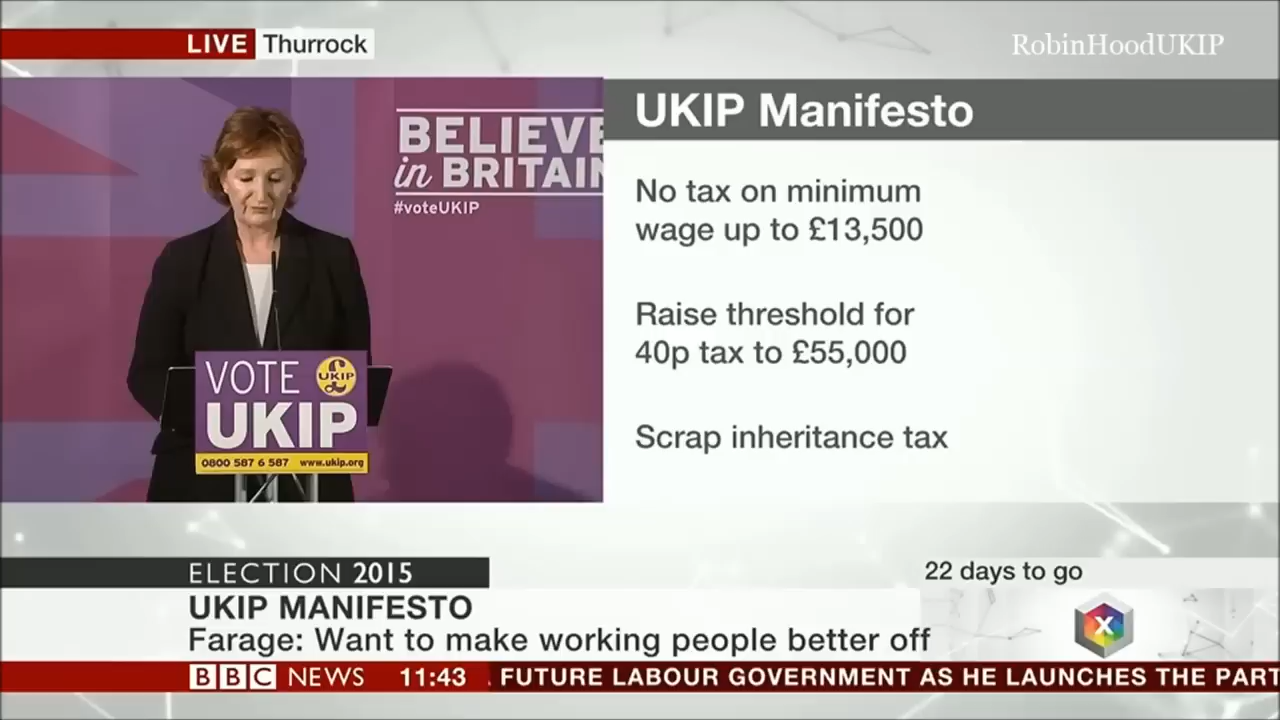 LIVE Thurrock
RobinHoodUKIP
BELIEVE
in BRITAIN
#voteUKIP
VOTE
UKIP
UKIP
0800 587 6 587 www.ukip.org
UKIP Manifesto
No tax on minimum
wage up to £13,500
Raise threshold for
40p tax to £55,000
Scrap inheritance tax
ELECTION 2015
22 days to go
UKIP MANIFESTO
Farage: Want to make working people better off
X
BBC NEWS 11:43 FUTURE LABOUR GOVERNMENT AS HE LAUNCHES THE PART